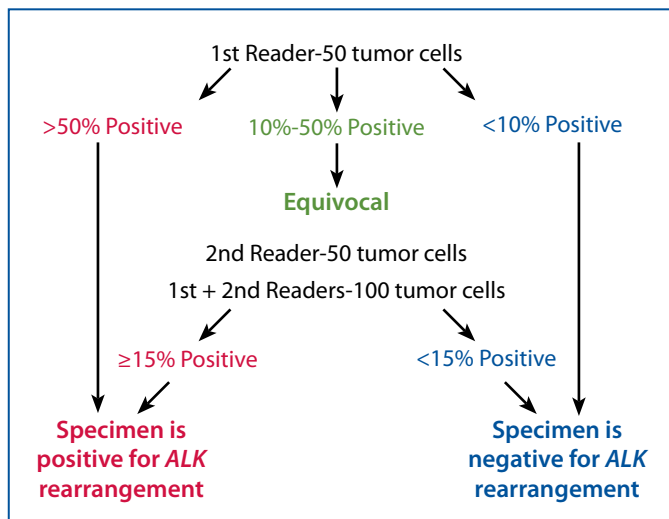 1st Reader-50 tumor cells
>50% Positive
10%-50% Positive
<10% Positive
Equivocal
2nd Reader-50 tumor cells
1st + 2nd Readers-100 tumor cells
≥15% Positive
<15% Positive
Specimen is
positive for ALK
rearrangement
Specimen is
negative for ALK
rearrangement